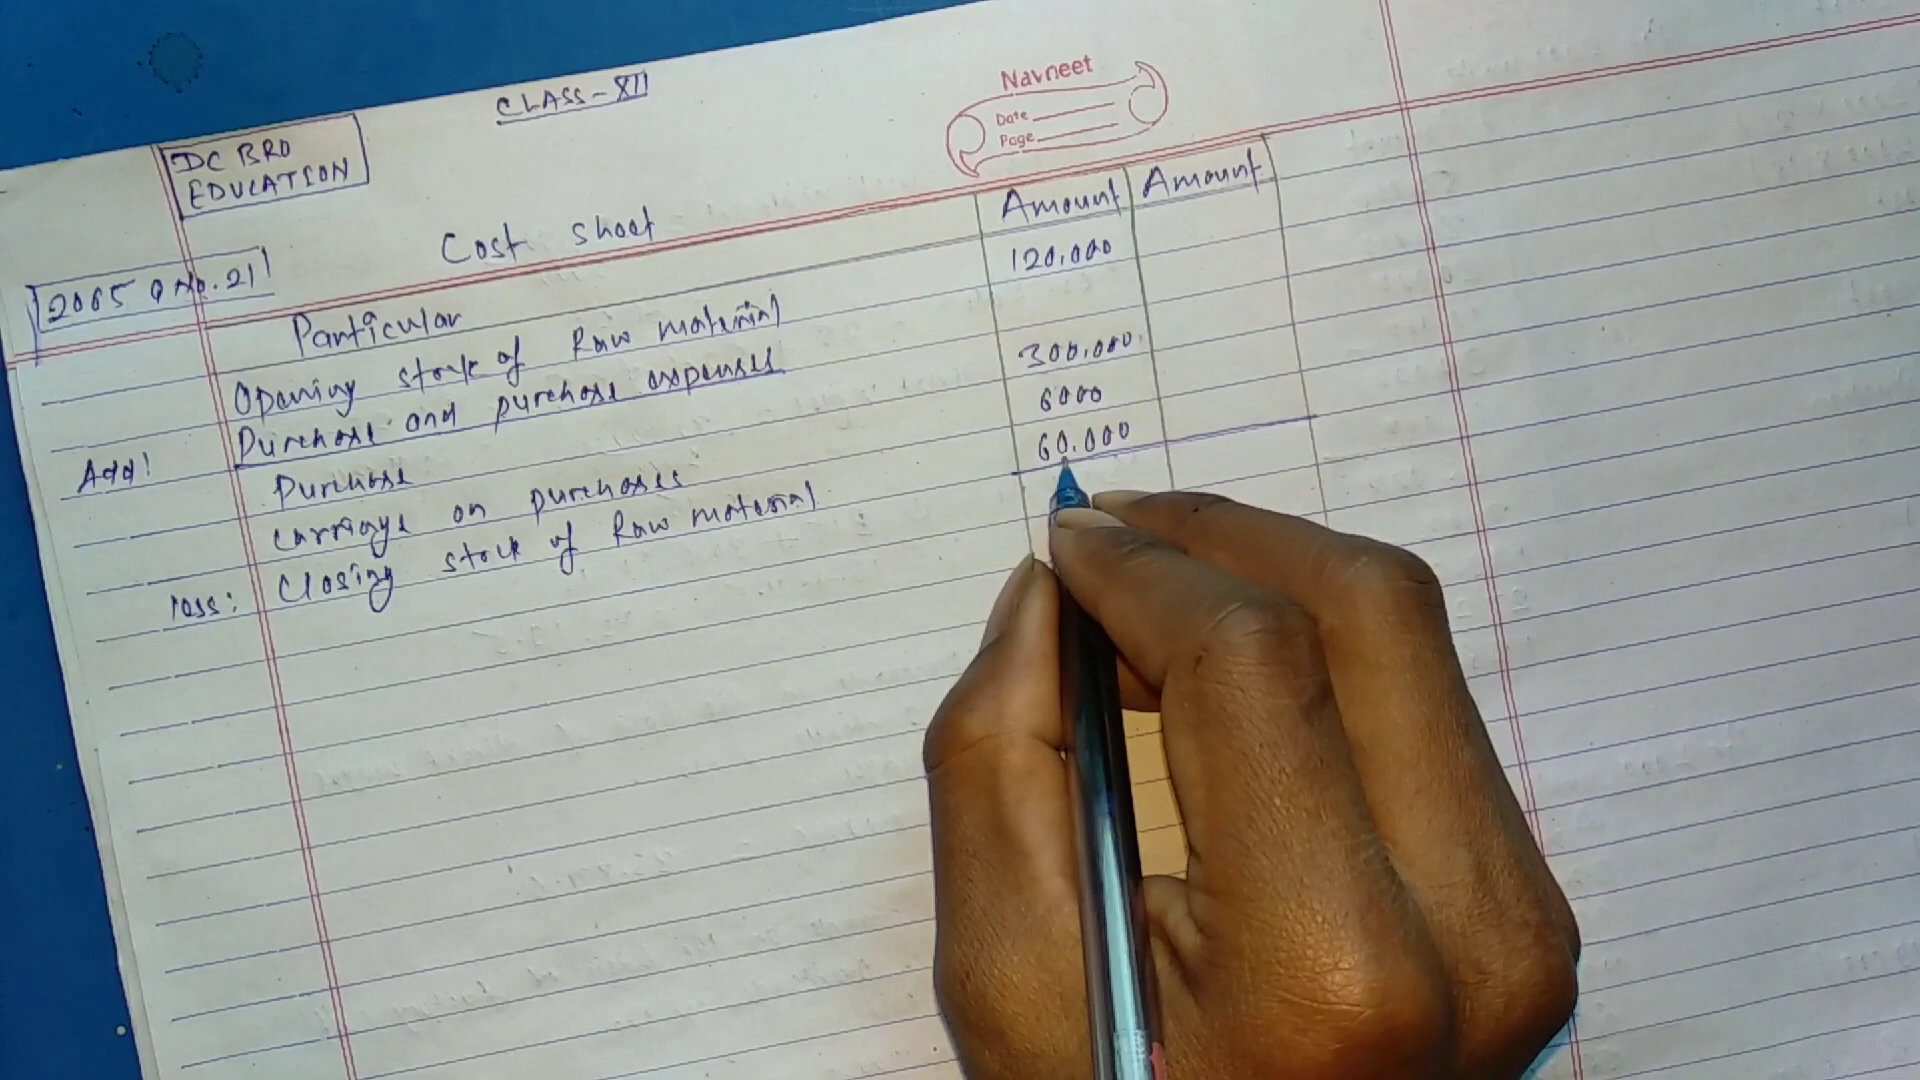 CLASS-XII
Navneet
Date
Page
DC BRO
EDUCATION
2065 Q No. 21
Cost sheet
Particular Amount Amount
Opening stock of Raw material 120,000
Add! Purchase and purchase expenses
Purchase 300,000
carriage on purchases 6000
less: Closing stock of Raw material 60,000